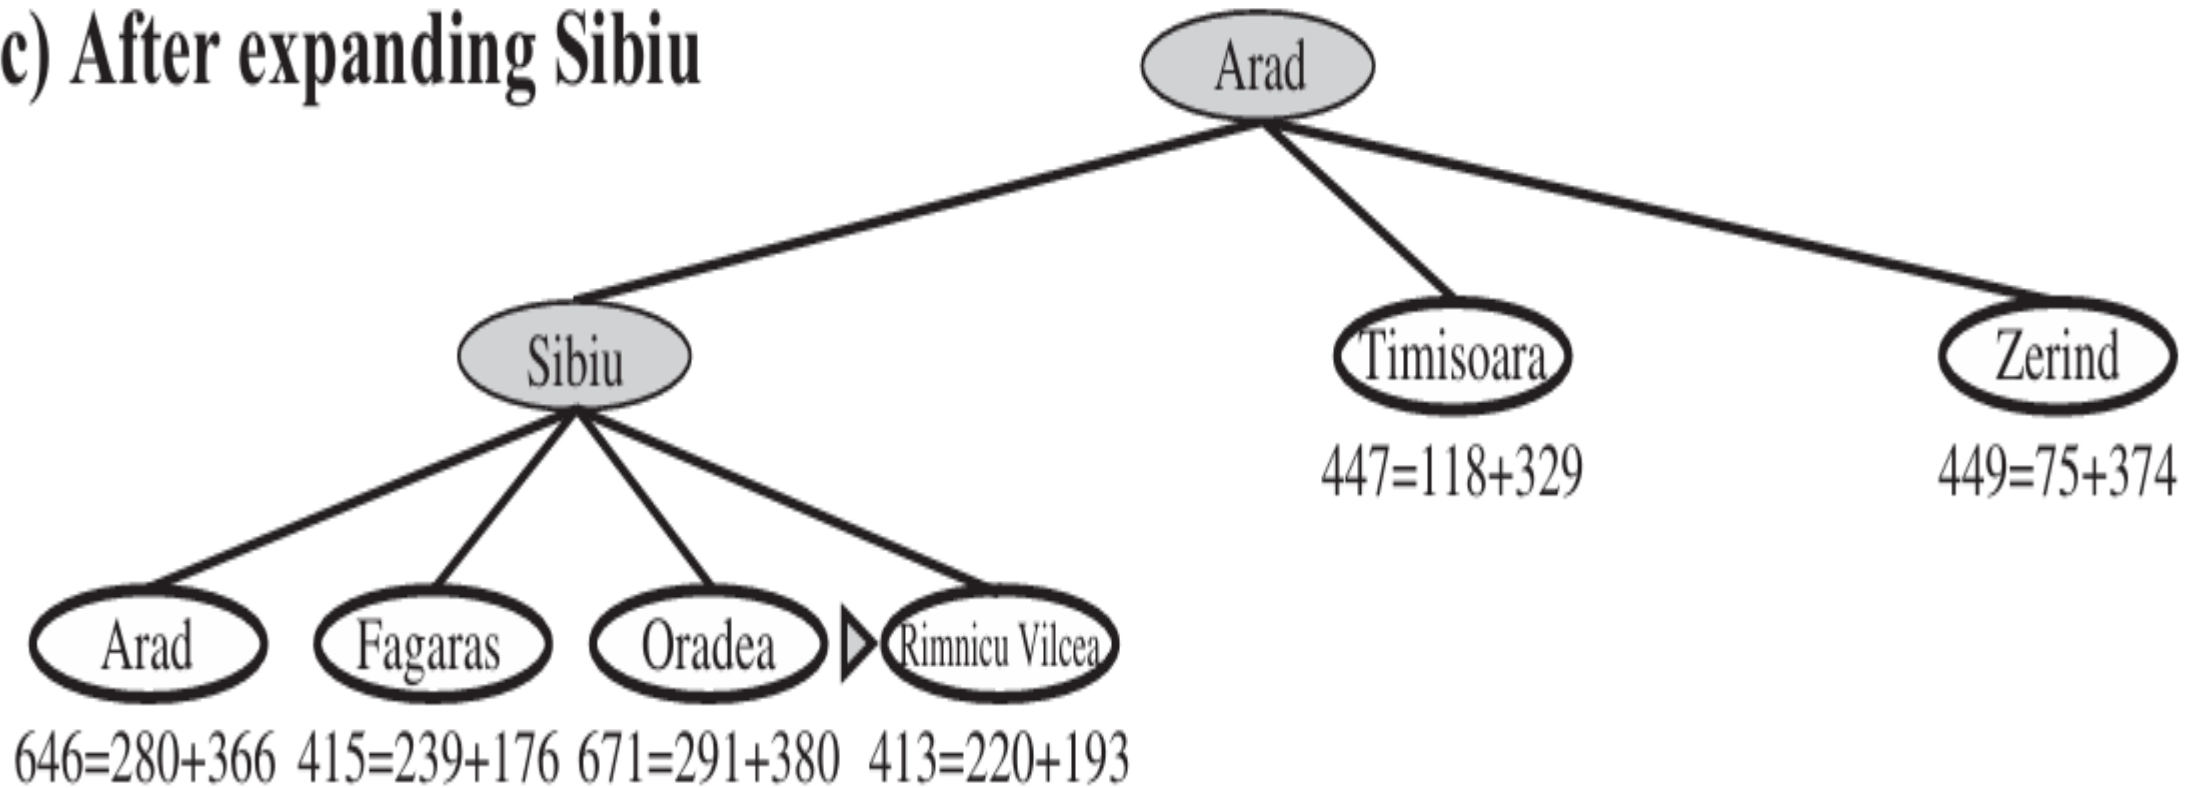 c) After expanding Sibiu
Arad
Sibiu
Timisoara
Zerind
447=118+329
449=75+374
Arad
Fagaras
Oradea
Rimnicu Vilcea
646=280+366
415=239+176
671=291+380
413=220+193